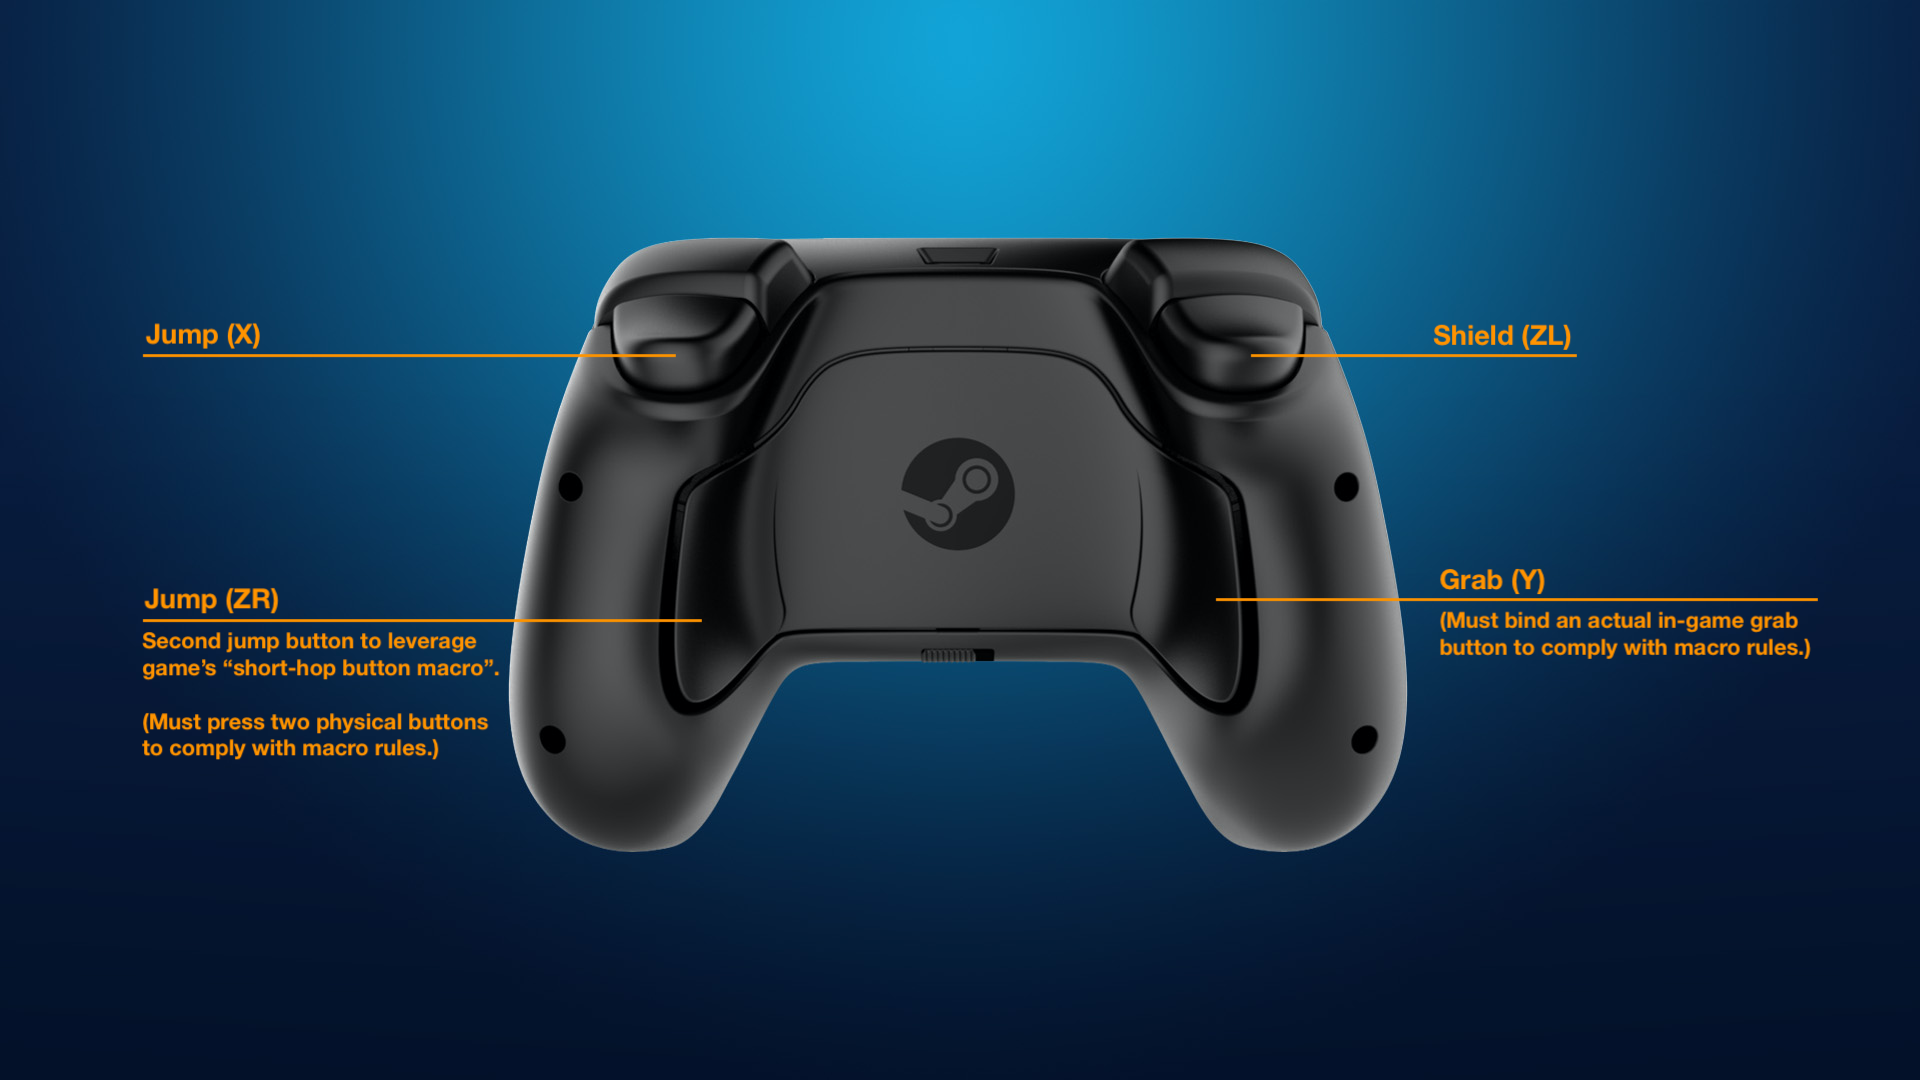 Jump (X)
Shield (ZL)
Jump (ZR)
Second jump button to leverage
game’s “short-hop button macro”.
(Must press two physical buttons
to comply with macro rules.)
Grab (Y)
(Must bind an actual in-game grab
button to comply with macro rules.)